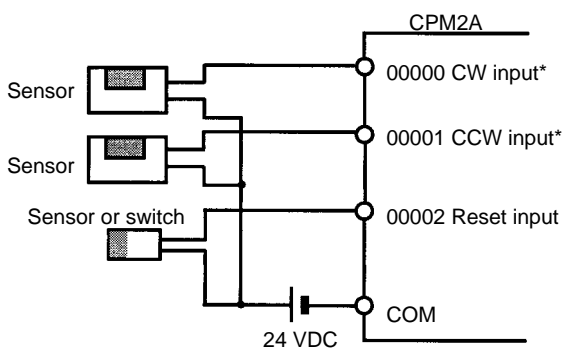 CPM2A
Sensor
00000 CW input*
Sensor
00001 CCW input*
Sensor or switch
00002 Reset input
COM
24 VDC